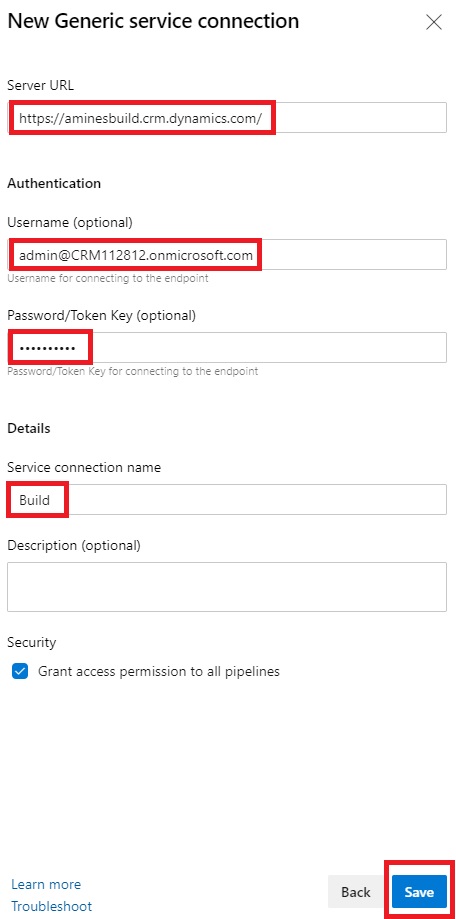 New Generic service connection
Server URL
https://aminesbuild.crm.dynamics.com/
Authentication
Username (optional)
admin@CRM112812.onmicrosoft.com
Username for connecting to the endpoint
Password/Token Key (optional)
••••••••••
Password/Token Key for connecting to the endpoint
Details
Service connection name
Build
Description (optional)
Security
Grant access permission to all pipelines
Learn more
Troubleshoot
Back
Save